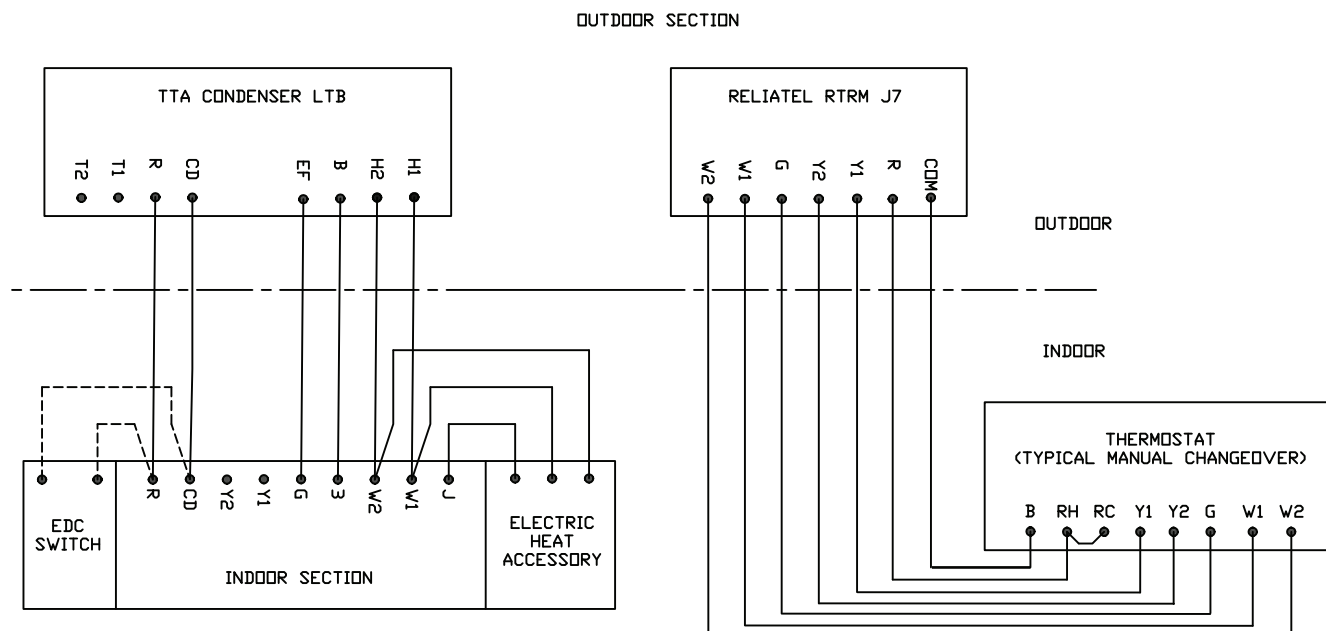 OUTDOOR SECTION
TTA CONDENSER LTB
T2 T1 R CD EF B H2 H1
RELIATEL RTRM J7
W2 W1 G Y2 Y1 R COM
OUTDOOR
INDOOR
THERMOSTAT
(TYPICAL MANUAL CHANGEOVER)
B RH RC Y1 Y2 G W1 W2
R CD Y2 Y1 G 3 W2 W1 J
EDC
SWITCH
INDOOR SECTION
ELECTRIC
HEAT
ACCESSORY